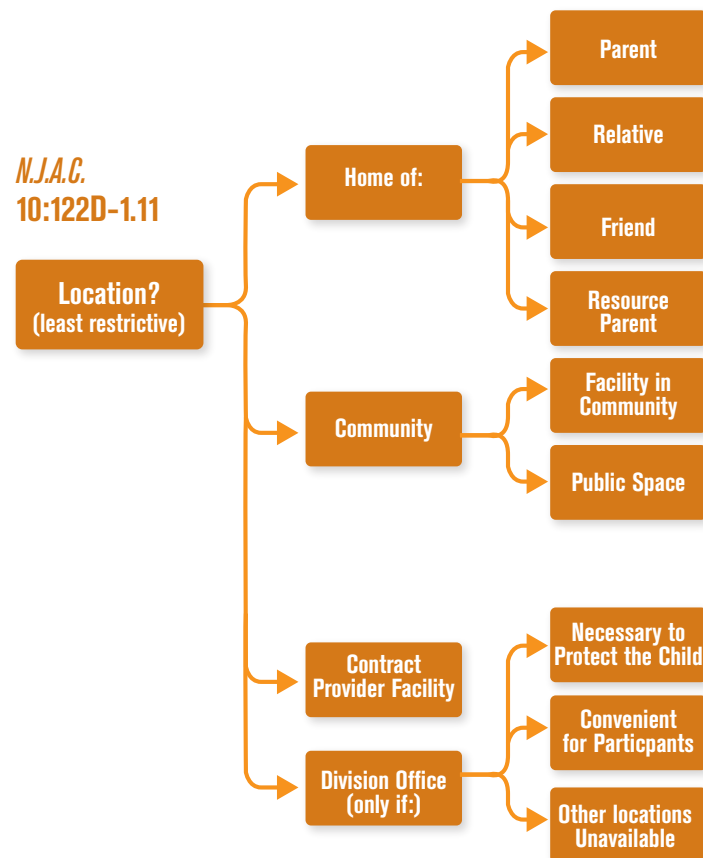 N.J.A.C.
10:122D-1.11
Location?
(least restrictive)
Home of:
Parent
Relative
Friend
Resource
Parent
Community
Facility in
Community
Public Space
Contract
Provider Facility
Division Office
(only if:)
Necessary to
Protect the Child
Convenient
for Particpants
Other locations
Unavailable